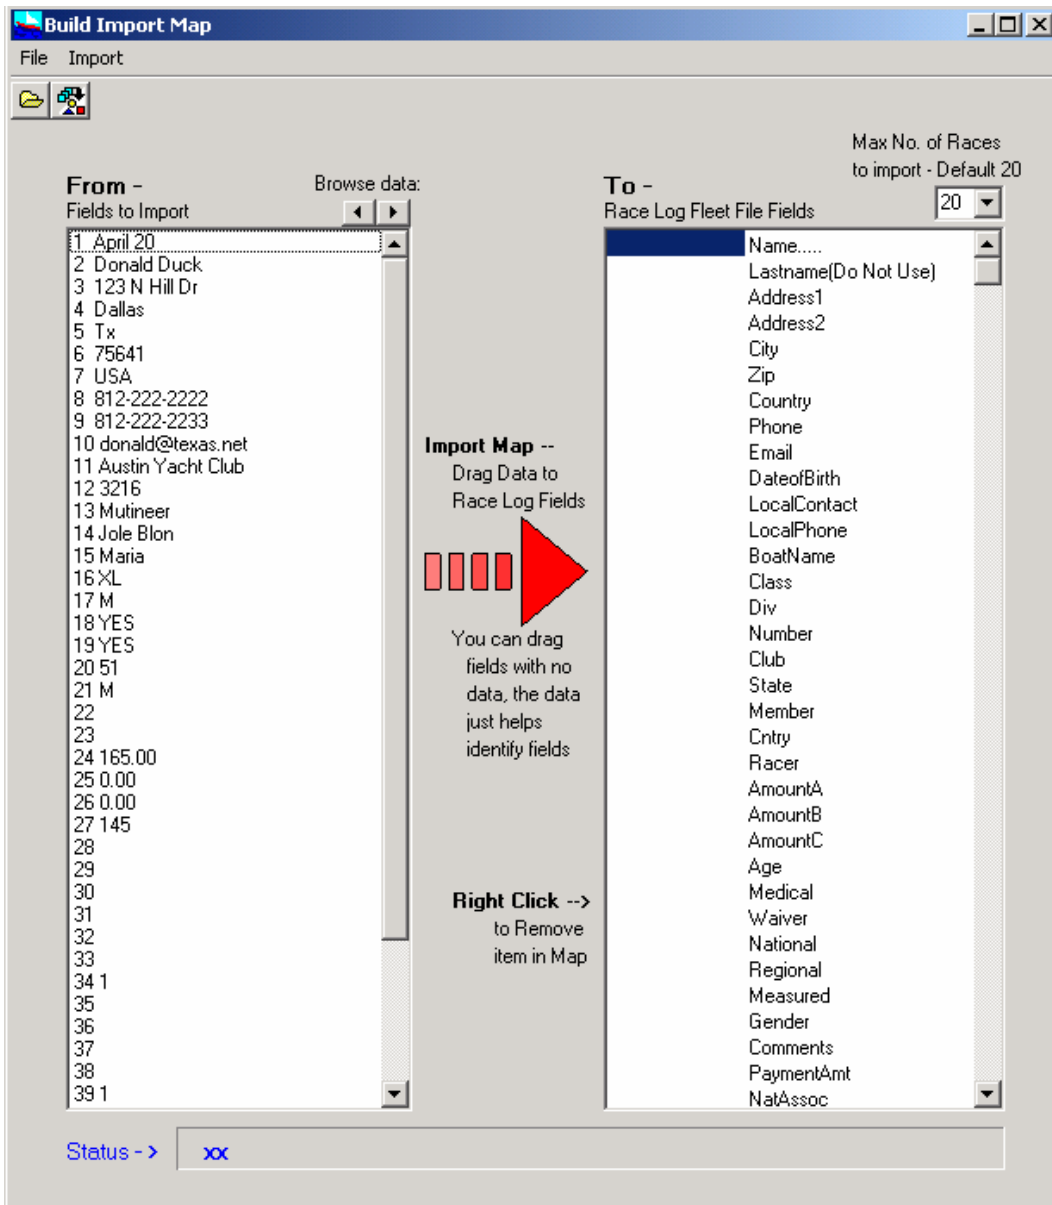 Build Import Map
File Import
Max No. of Races
to import - Default 20
From -
Browse data:
Fields to Import
To -
Race Log Fleet File Fields
20
1 April 20
2 Donald Duck
3 123 N Hill Dr
4 Dallas
5 Tx
6 75641
7 USA
8 812-222-2222
9 812-222-2233
10 donald@texas.net
11 Austin Yacht Club
12 3216
13 Mutineer
14 Jole Blon
15 Maria
16 XL
17 M
18 YES
19 YES
20 51
21 M
22
23
24 165.00
25 0.00
26 0.00
27 145
28
29
30
31
32
33
34 1
35
36
37
38
39 1
Import Map --
Drag Data to
Race Log Fields
You can drag
fields with no
data, the data
just helps
identify fields
Right Click -->
to Remove
item in Map
Name.....
Lastname(Do Not Use)
Address1
Address2
City
Zip
Country
Phone
Email
DateofBirth
LocalContact
LocalPhone
BoatName
Class
Div
Number
Club
State
Member
Cntry
Racer
AmountA
AmountB
AmountC
Age
Medical
Waiver
National
Regional
Measured
Gender
Comments
PaymentAmt
NatAssoc
Status - > xx